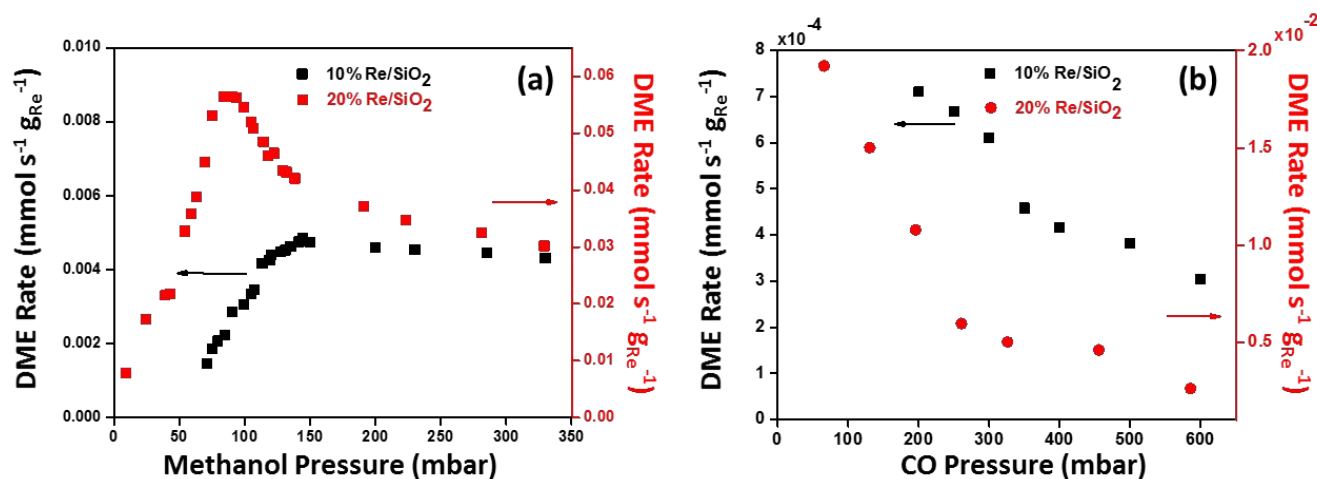 (a)
10% Re/SiO₂
20% Re/SiO₂
DME Rate (mmol s⁻¹ g_Re⁻¹)
0.010
0.008
0.006
0.004
0.002
0.000
0 50 100 150 200 250 300 350
Methanol Pressure (mbar)
0.06
0.05
0.04
0.03
0.02
0.01
0.00
DME Rate (mmol s⁻¹ g_Re⁻¹)
(b)
10% Re/SiO₂
20% Re/SiO₂
x10⁻⁴
DME Rate (mmol s⁻¹ g_Re⁻¹)
8
7
6
5
4
3
2
1
0
100 200 300 400 500 600
CO Pressure (mbar)
x10⁻²
2.0
1.5
1.0
0.5
DME Rate (mmol s⁻¹ g_Re⁻¹)